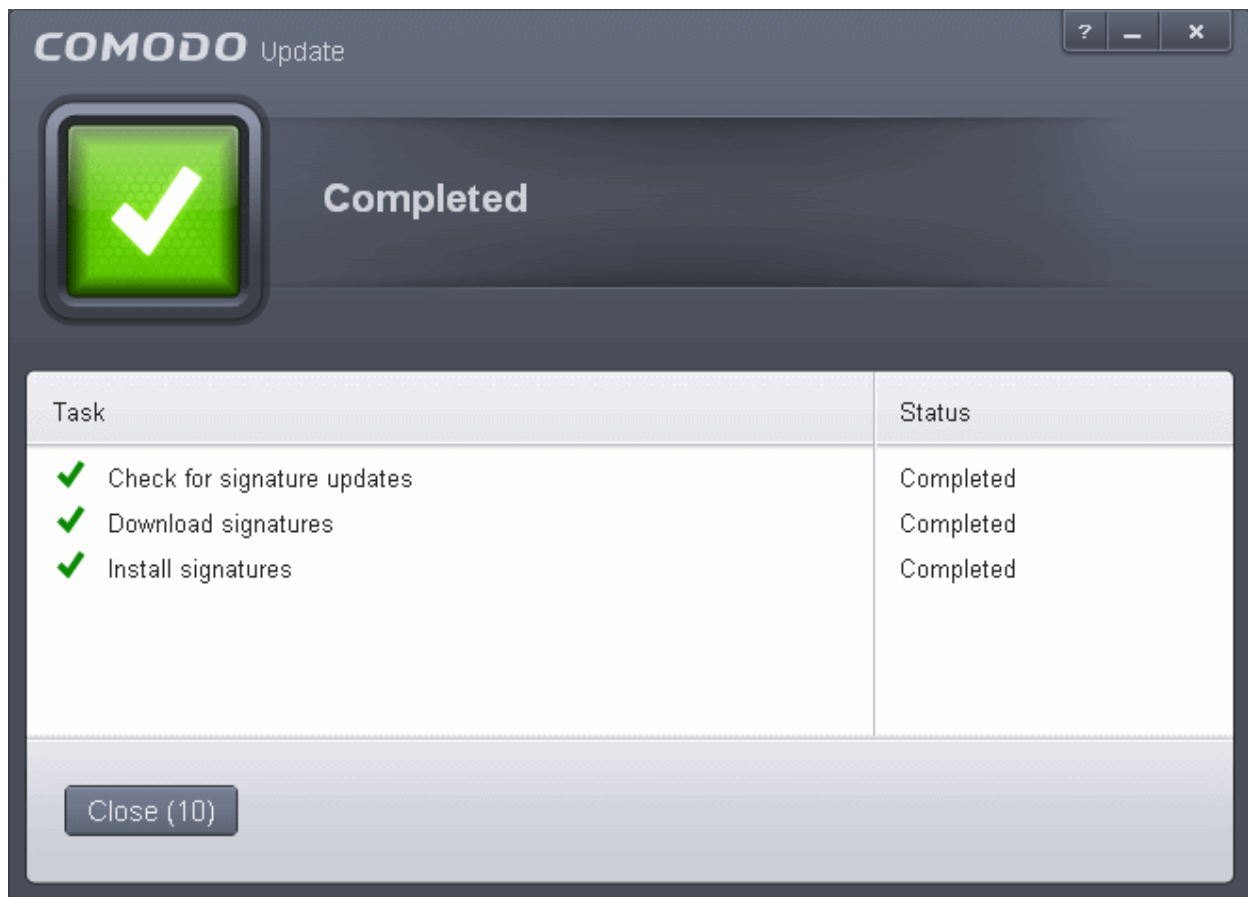 COMODO Update
?
Completed
Task Status
Check for signature updates Completed
Download signatures Completed
Install signatures Completed
Close (10)